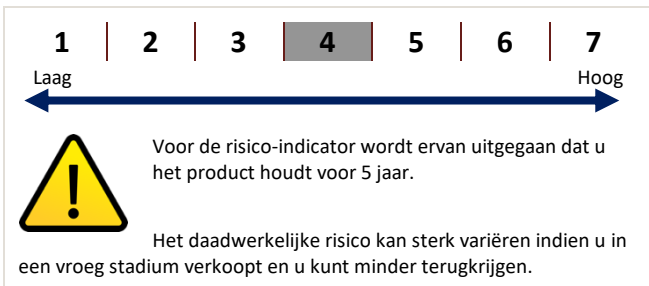 1 2 3 4 5 6 7
Laag Hoog
Voor de risico-indicator wordt ervan uitgegaan dat u
het product houdt voor 5 jaar.
Het daadwerkelijke risico kan sterk variëren indien u in
een vroeg stadium verkoopt en u kunt minder terugkrijgen.